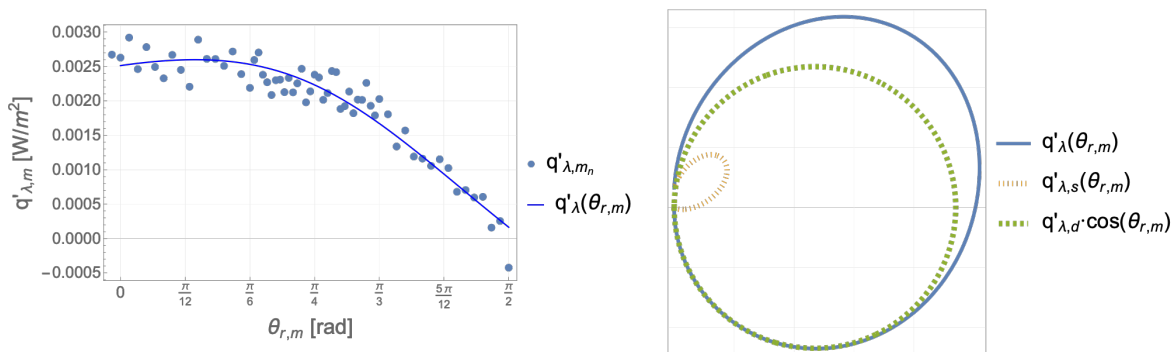 0.0030
0.0025
0.0020
0.0015
0.0010
0.0005
0.0000
−0.0005
q'λ,m [W/m²]
0 π/12 π/6 π/4 π/3 5π/12 π/2
θr,m [rad]
q'λ,mn
q'λ(θr,m)
q'λ(θr,m)
q'λ,s(θr,m)
q'λ,d·cos(θr,m)